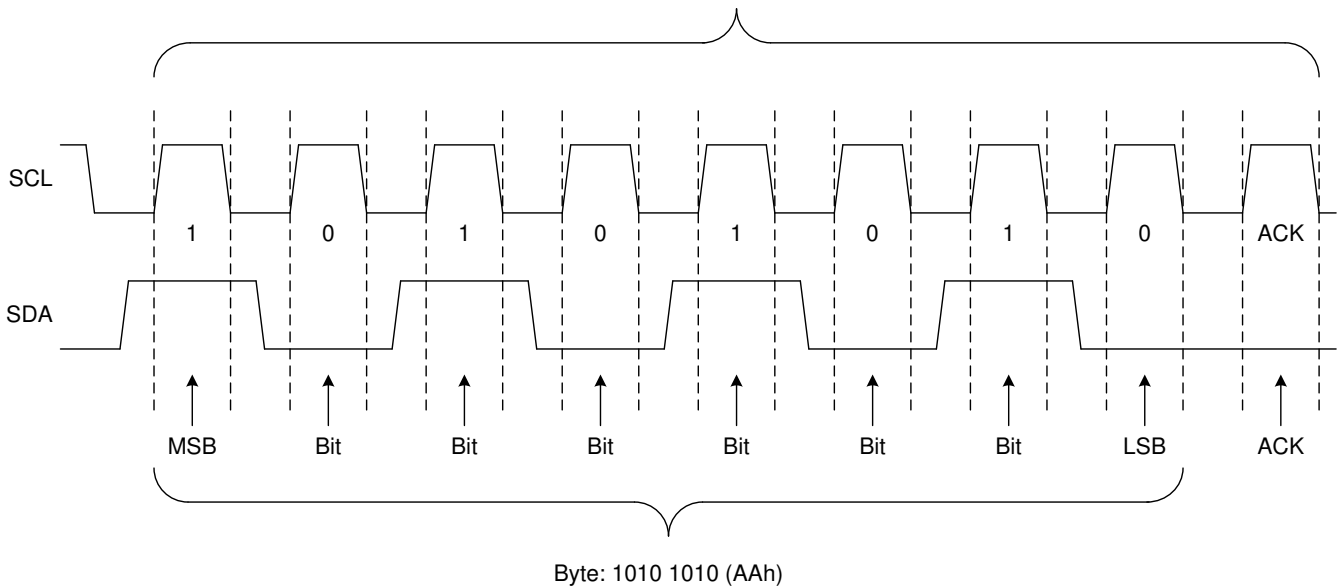 SCL
1 0 1 0 1 0 1 0 ACK
SDA
MSB Bit Bit Bit Bit Bit Bit LSB ACK
Byte: 1010 1010 (AAh)